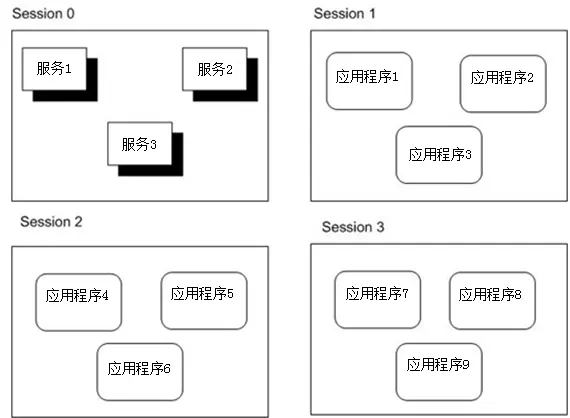 Session 0
服务1
服务2
服务3
Session 1
应用程序1
应用程序2
应用程序3
Session 2
应用程序4
应用程序5
应用程序6
Session 3
应用程序7
应用程序8
应用程序9